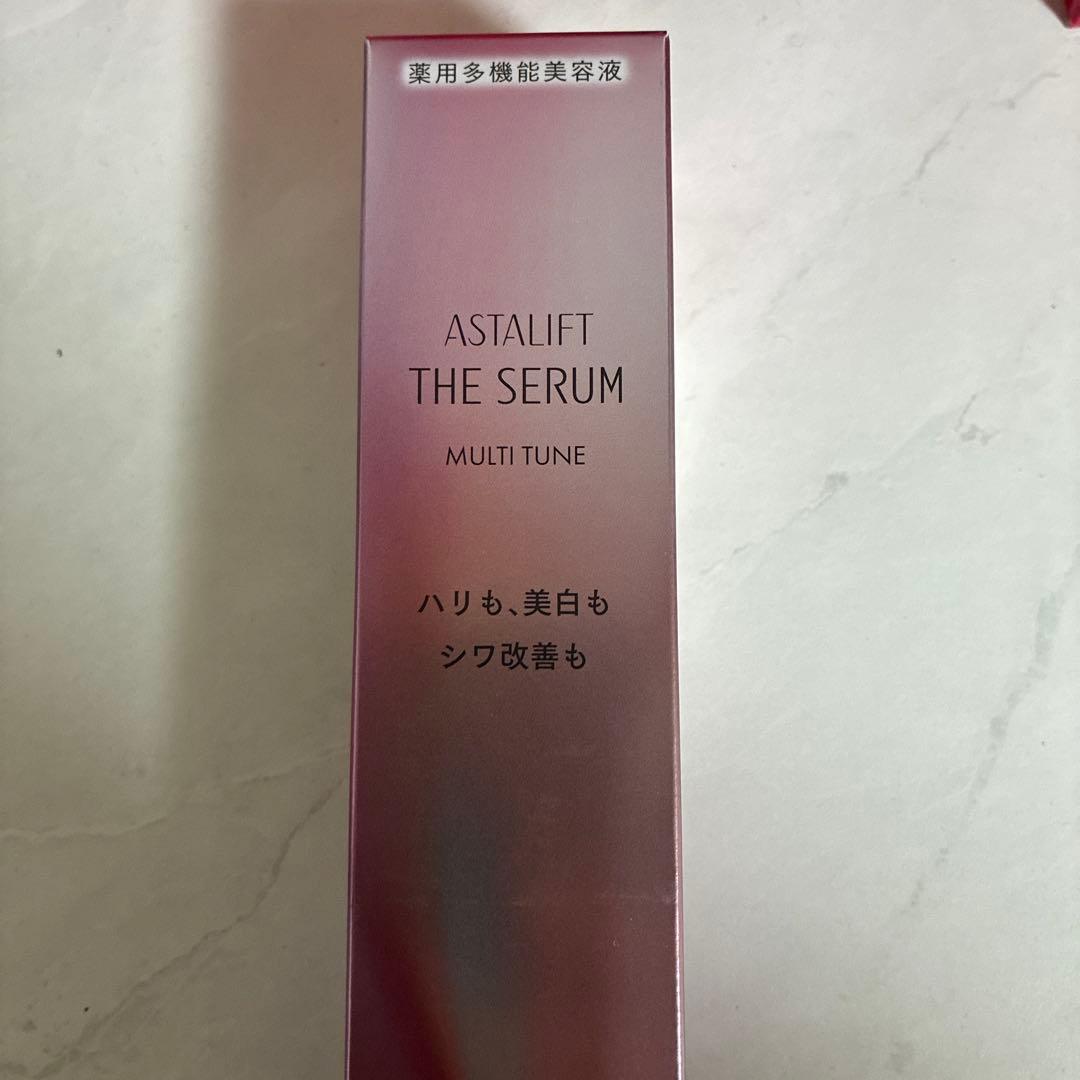 薬用多機能美容液
ASTALIFT
THE SERUM
MULTI TUNE
ハリも、美白も
シワ改善も